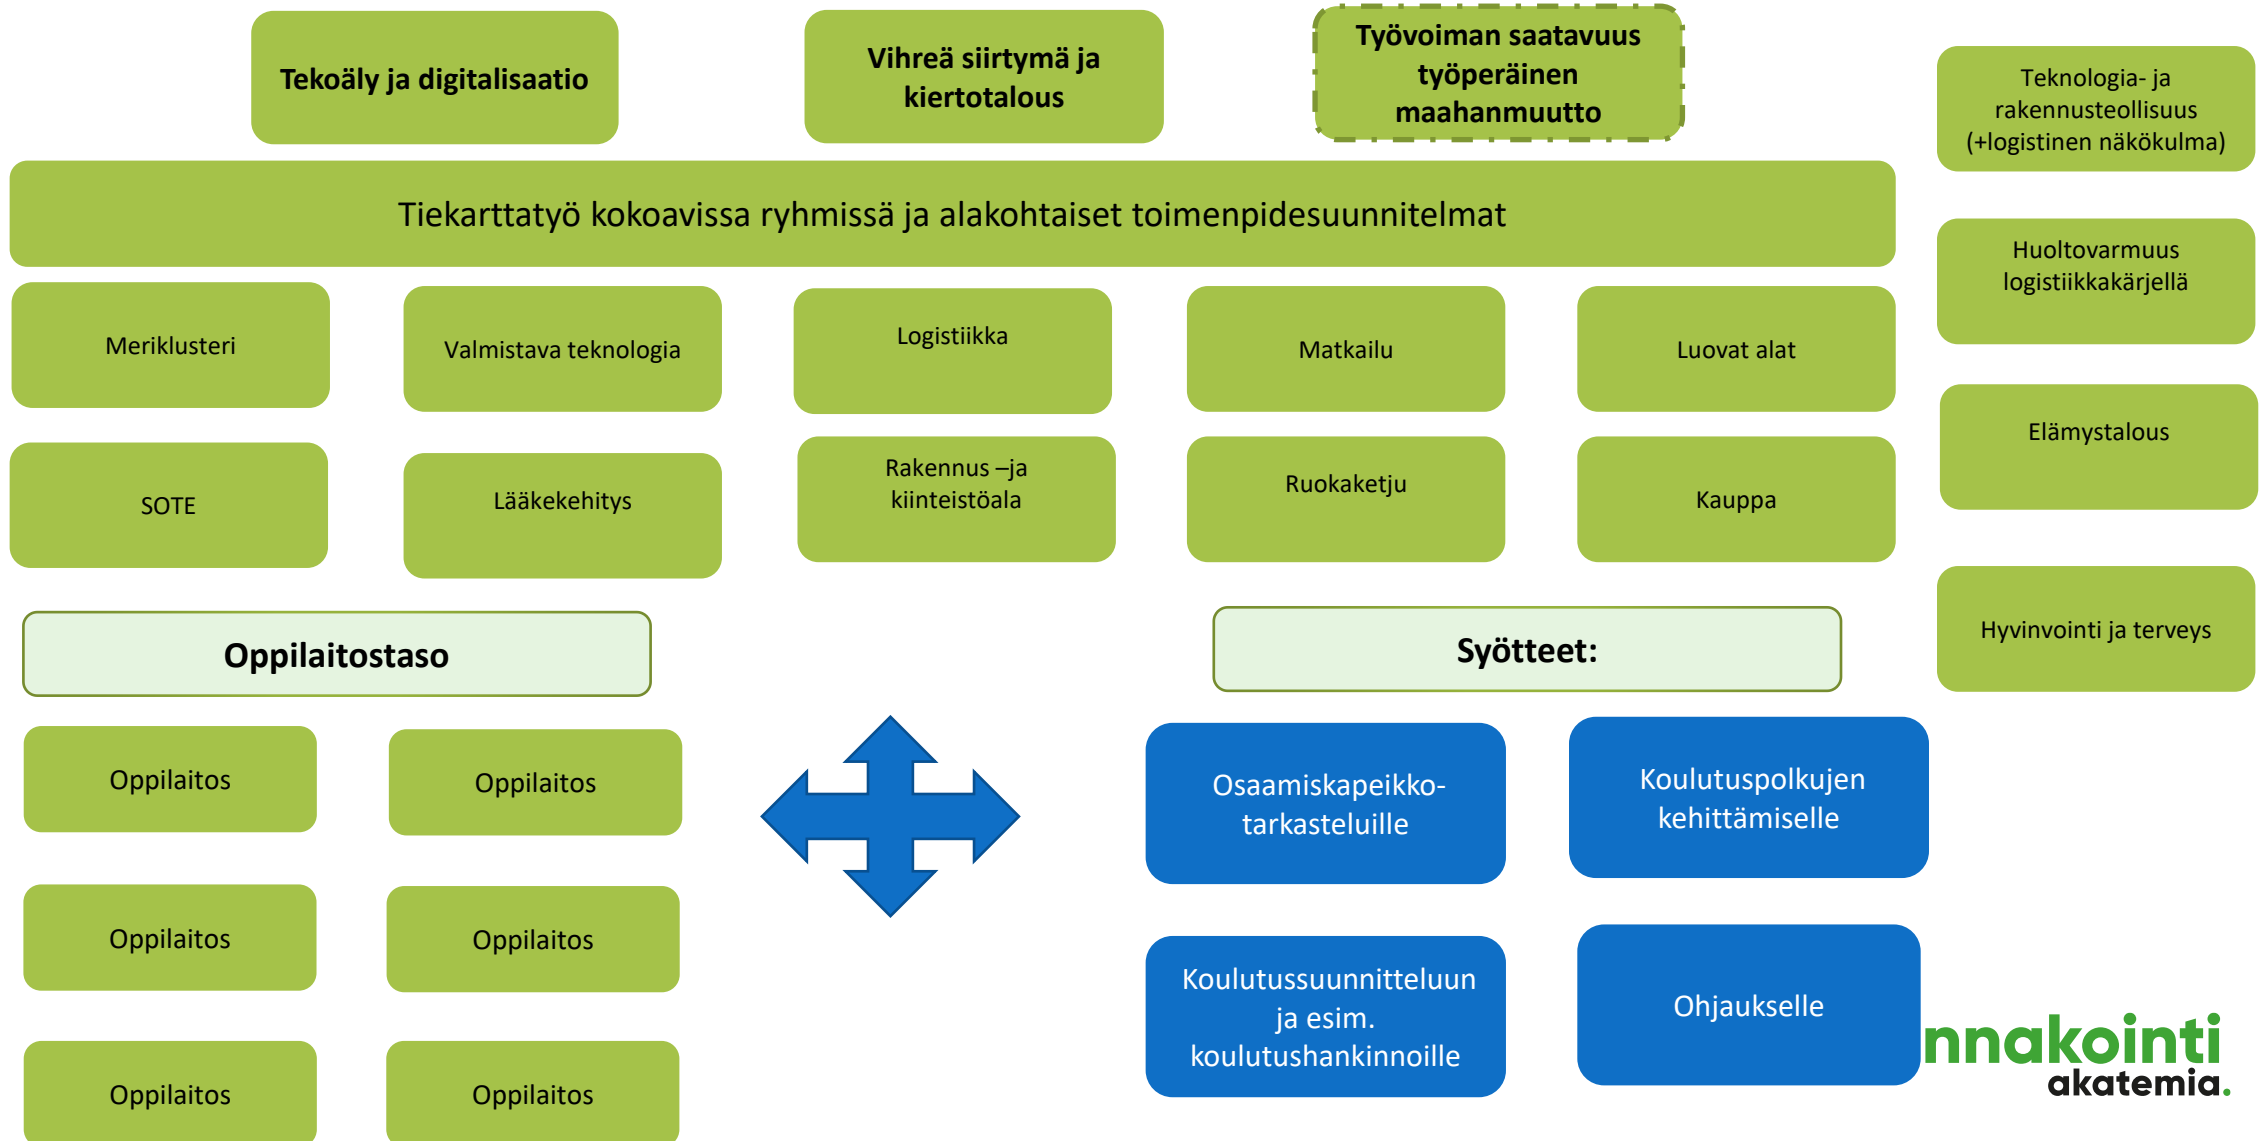 Tekoäly ja digitalisaatio
Vihreä siirtymä ja
kiertotalous
Työvoiman saatavuus
työperäinen
maahanmuutto
Teknologia- ja
rakennusteollisuus
(+logistinen näkökulma)
Tiekarttatyö kokoavissa ryhmissä ja alakohtaiset toimenpidesuunnitelmat
Huoltovarmuus
logistiikkakärjellä
Meriklusteri
Valmistava teknologia
Logistiikka
Matkailu
Luovat alat
Elämystalous
SOTE
Lääkekehitys
Rakennus –ja
kiinteistöala
Ruokaketju
Kauppa
Hyvinvointi ja terveys
Oppilaitostaso
Oppilaitos
Oppilaitos
Oppilaitos
Oppilaitos
Oppilaitos
Oppilaitos
Syötteet:
Osaamiskapeikko-
tarkasteluille
Koulutuspolkujen
kehittämiselle
Koulutussuunnitteluun
ja esim.
koulutushankinnoille
Ohjaukselle
nnakointi
akatemia.